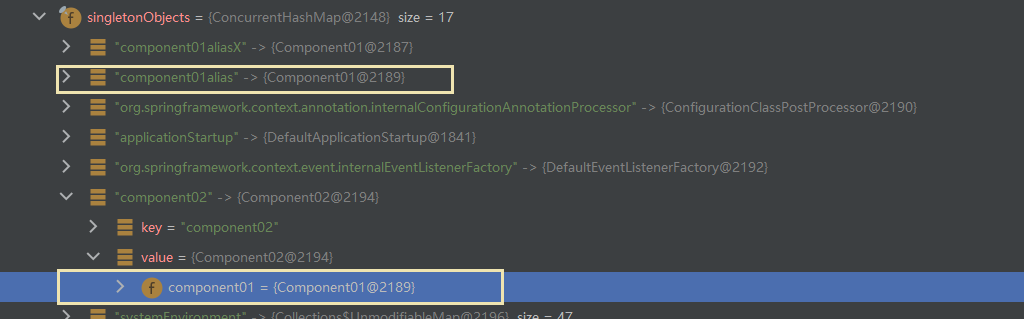 singletonObjects = {ConcurrentHashMap@2148} size = 17
"component01aliasX" -> {Component01@2187}
"component01alias" -> {Component01@2189}
"org.springframework.context.annotation.internalConfigurationAnnotationProcessor" -> {ConfigurationClassPostProcessor@2190}
"applicationStartup" -> {DefaultApplicationStartup@1841}
"org.springframework.context.event.internalEventListenerFactory" -> {DefaultEventListenerFactory@2192}
"component02" -> {Component02@2194}
key = "component02"
value = {Component02@2194}
f component01 = {Component01@2189}
"systemEnvironment" -> {Collections$UnmodifiableMap@2196} size = 47